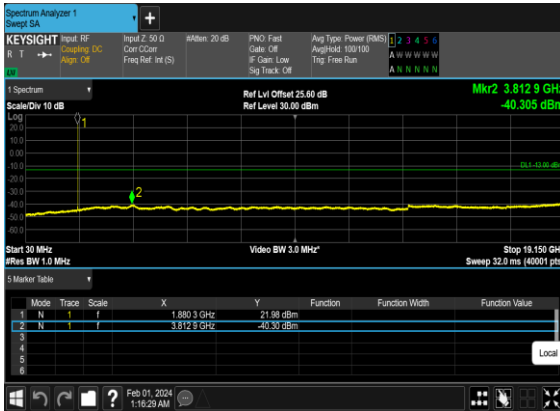 Spectrum Analyzer 1
Swept SA
+
KEYSIGHT Input: RF Input Z: 50 Ω #Atten: 20 dB PNO: Fast Avg Type: Power (RMS) 1 2 3 4 5 6
R T Coupling: DC Corr CCorr Gate: Off Avg|Hold: 100/100 A W W W W W
Align: Off Freq Ref: Int (S) IF Gain: Low Trig: Free Run
LXI Sig Track: Off A N N N N N
1 Spectrum Ref Lvl Offset 25.60 dB Mkr2 3.812 9 GHz
Scale/Div 10 dB Ref Level 30.00 dBm -40.305 dBm
Log
1
20.0
10.0
0.00
-10.0
DL1 -13.00 dBm
-20.0
-30.0
2
-40.0
-50.0
-60.0
Start 30 MHz Video BW 3.0 MHz* Stop 19.150 GHz
#Res BW 1.0 MHz Sweep 32.0 ms (40001 pts)
5 Marker Table
Mode Trace Scale X Y Function Function Width Function Value
1 N 1 f 1.880 3 GHz 21.98 dBm
2 N 1 f 3.812 9 GHz -40.30 dBm
3
4
5
6
Local
? Feb 01, 2024
1:16:29 AM